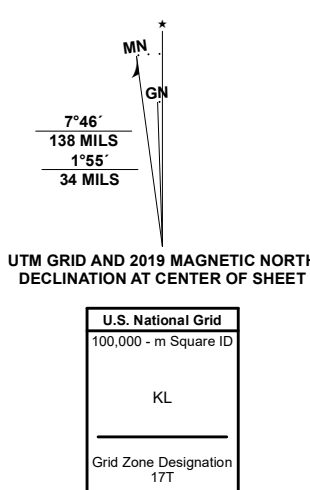 ★
MN
GN
7°46´
138 MILS
1°55´
34 MILS
UTM GRID AND 2019 MAGNETIC NORTH
DECLINATION AT CENTER OF SHEET
U.S. National Grid
100,000 - m Square ID
KL
Grid Zone Designation
17T